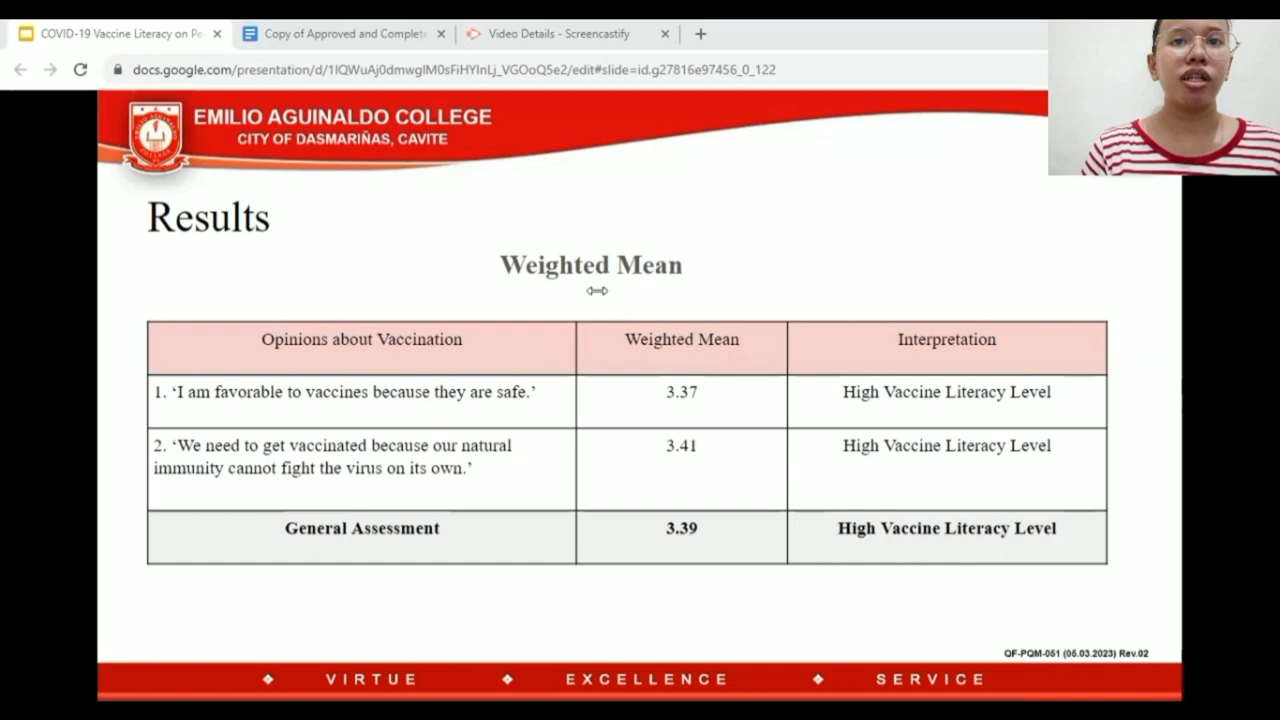 COVID-19 Vaccine Literacy on Pe
Copy of Approved and Complete
Video Details - Screencastify
docs.google.com/presentation/d/1IQWuAj0dmwgIM0sFiHYInLj_VGOoQ5e2/edit#slide=id.g27816e97456_0_122
EMILIO AGUINALDO COLLEGE
CITY OF DASMARIÑAS, CAVITE
Results
Weighted Mean
Opinions about Vaccination Weighted Mean Interpretation
1. ‘I am favorable to vaccines because they are safe.’ 3.37 High Vaccine Literacy Level
2. ‘We need to get vaccinated because our natural 3.41 High Vaccine Literacy Level
immunity cannot fight the virus on its own.’
General Assessment 3.39 High Vaccine Literacy Level
QF-PQM-051 (05.03.2023) Rev.02
VIRTUE EXCELLENCE SERVICE